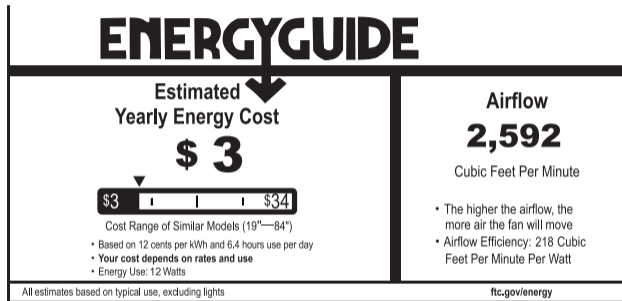 ENERGYGUIDE
Estimated
Yearly Energy Cost
$ 3
$3 $34
Cost Range of Similar Models (19"—84")
• Based on 12 cents per kWh and 6.4 hours use per day
• Your cost depends on rates and use
• Energy Use: 12 Watts
Airflow
2,592
Cubic Feet Per Minute
• The higher the airflow, the
more air the fan will move
• Airflow Efficiency: 218 Cubic
Feet Per Minute Per Watt
All estimates based on typical use, excluding lights
ftc.gov/energy